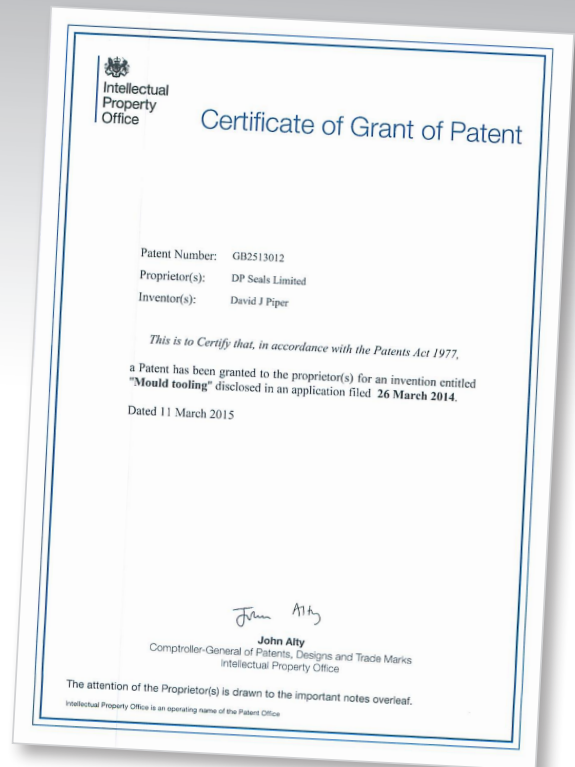 Intellectual
Property
Office
Certificate of Grant of Patent
Patent Number: GB2513012
Proprietor(s): DP Seals Limited
Inventor(s): David J Piper
This is to Certify that, in accordance with the Patents Act 1977,
a Patent has been granted to the proprietor(s) for an invention entitled
"Mould tooling" disclosed in an application filed 26 March 2014.
Dated 11 March 2015
John Alty
John Alty
Comptroller-General of Patents, Designs and Trade Marks
Intellectual Property Office
The attention of the Proprietor(s) is drawn to the important notes overleaf.
Intellectual Property Office is an operating name of the Patent Office